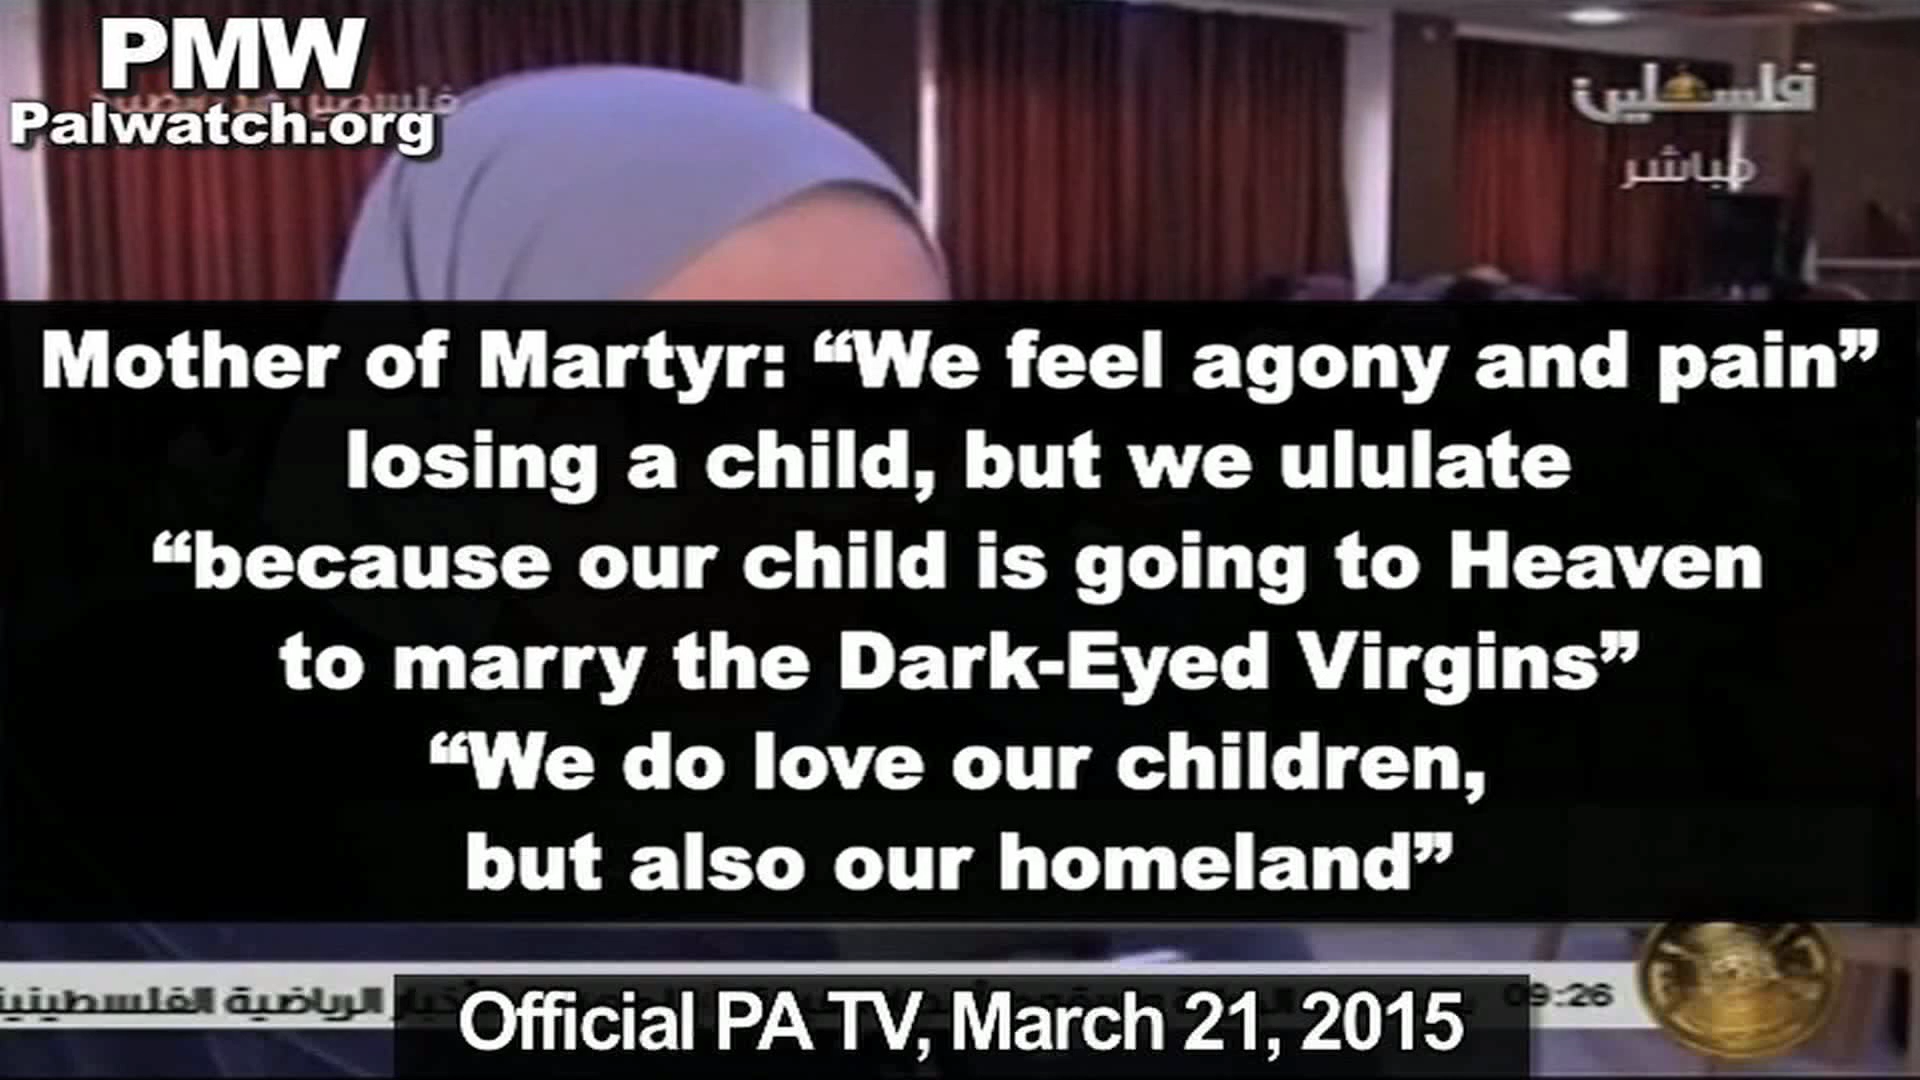 PMW
Palwatch.org
فلسطين
مباشر
Mother of Martyr: “We feel agony and pain”
losing a child, but we ululate
“because our child is going to Heaven
to marry the Dark-Eyed Virgins”
“We do love our children,
but also our homeland”
الرياضية الفلسطينية
09:26
Official PA TV, March 21, 2015